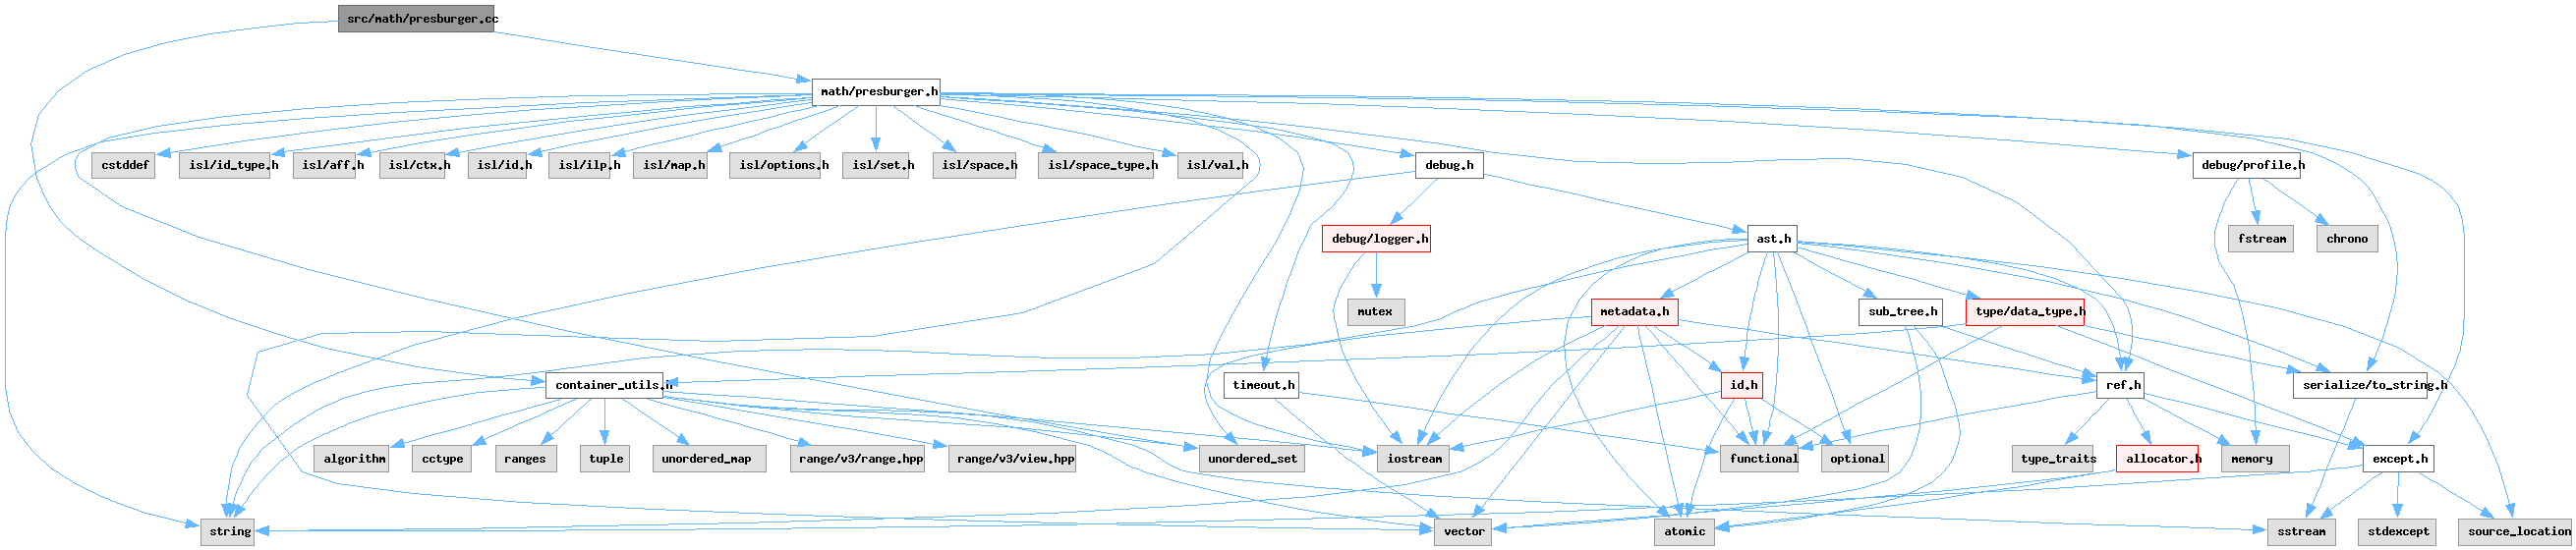 src/math/presburger.cc
math/presburger.h
cstddef
isl/id_type.h
isl/aff.h
isl/ctx.h
isl/id.h
isl/ilp.h
isl/map.h
isl/options.h
isl/set.h
isl/space.h
isl/space_type.h
isl/val.h
debug.h
debug/profile.h
debug/logger.h
ast.h
fstream
chrono
mutex
metadata.h
sub_tree.h
type/data_type.h
container_utils.h
timeout.h
id.h
ref.h
serialize/to_string.h
algorithm
cctype
ranges
tuple
unordered_map
range/v3/range.hpp
range/v3/view.hpp
unordered_set
iostream
functional
optional
type_traits
allocator.h
memory
except.h
string
vector
atomic
sstream
stdexcept
source_location